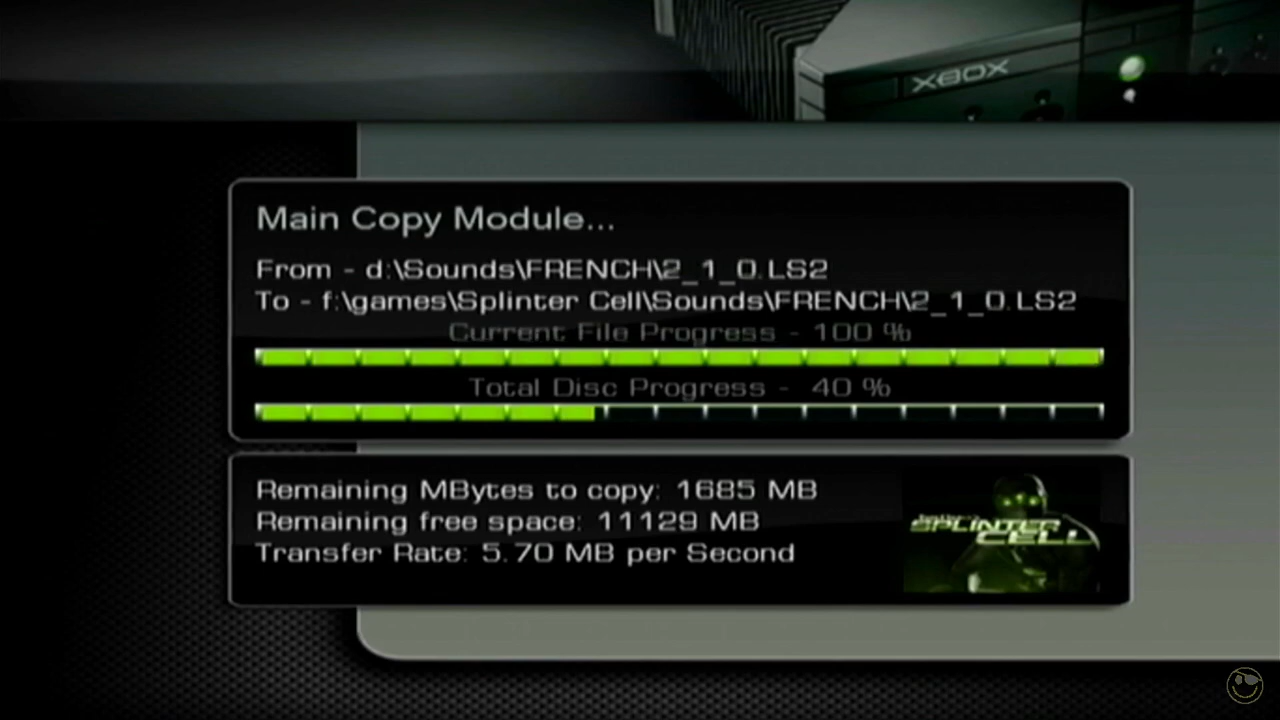 XBOX
Main Copy Module...
From - d:\Sounds\FRENCH\2_1_0.LS2
To - f:\games\Splinter Cell\Sounds\FRENCH\2_1_0.LS2
Current File Progress - 100 %
Total Disc Progress - 40 %
Remaining MBytes to copy: 1685 MB
Remaining free space: 11129 MB
Transfer Rate: 5.70 MB per Second
SPLINTER
CELL